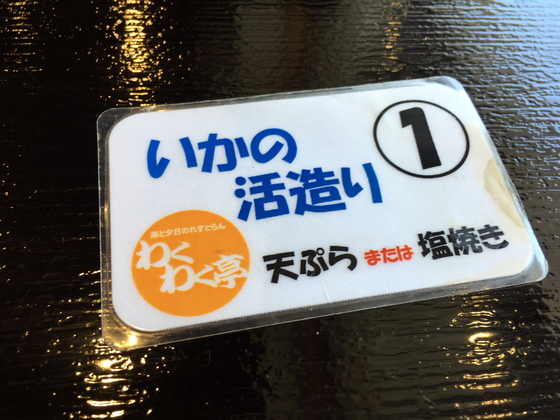 いかの
活造り
①
海と夕日のれすとらん
わく
わく亭
天ぷら または 塩焼き